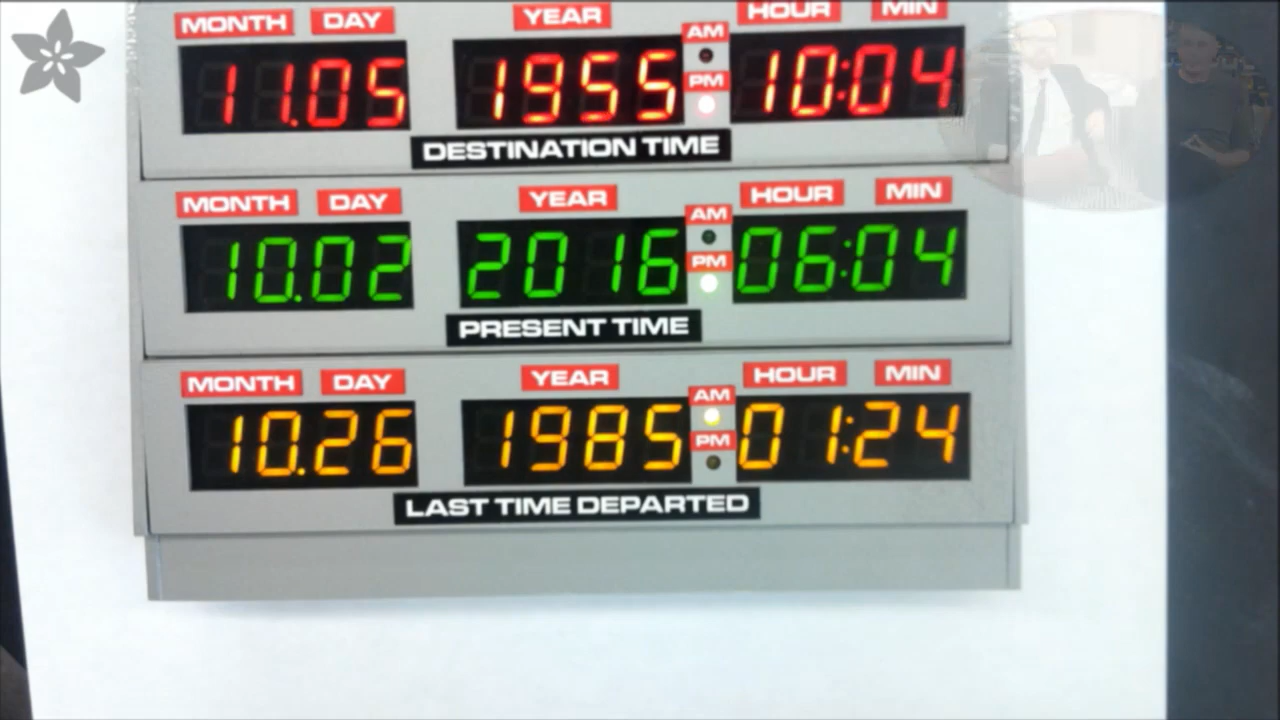 MONTH DAY YEAR HOUR MIN
AM
PM
11.05 1955 10:04
DESTINATION TIME
MONTH DAY YEAR HOUR MIN
AM
PM
10.02 2016 06:04
PRESENT TIME
MONTH DAY YEAR HOUR MIN
AM
PM
10.26 1985 01:24
LAST TIME DEPARTED